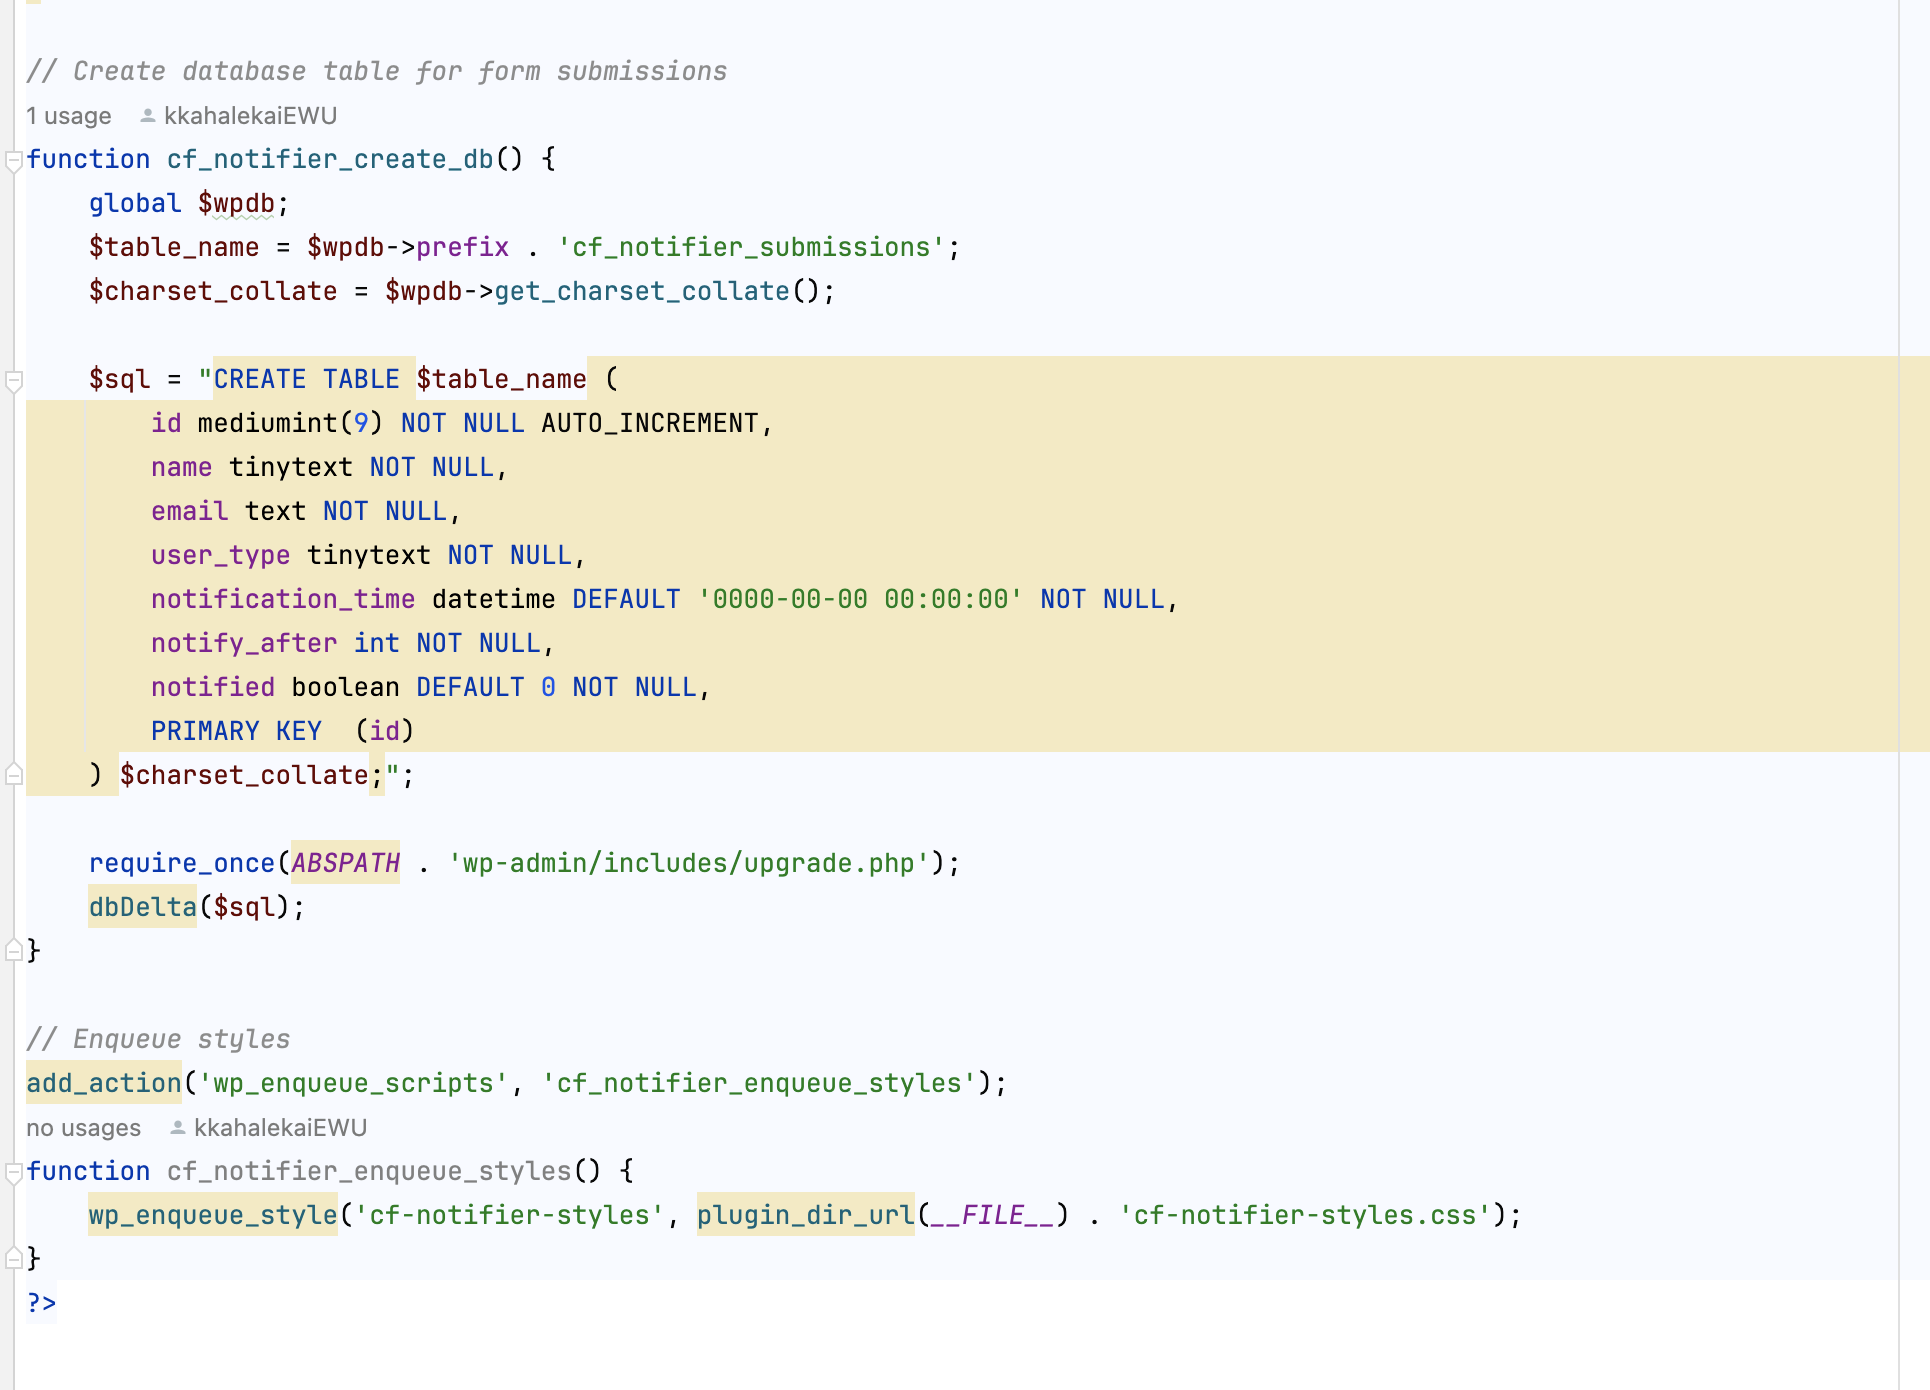 // Create database table for form submissions
1 usage kkahalekaiEWU
function cf_notifier_create_db() {
    global $wpdb;
    $table_name = $wpdb->prefix . 'cf_notifier_submissions';
    $charset_collate = $wpdb->get_charset_collate();

    $sql = "CREATE TABLE $table_name (
        id mediumint(9) NOT NULL AUTO_INCREMENT,
        name tinytext NOT NULL,
        email text NOT NULL,
        user_type tinytext NOT NULL,
        notification_time datetime DEFAULT '0000-00-00 00:00:00' NOT NULL,
        notify_after int NOT NULL,
        notified boolean DEFAULT 0 NOT NULL,
        PRIMARY KEY  (id)
    ) $charset_collate;";

    require_once(ABSPATH . 'wp-admin/includes/upgrade.php');
    dbDelta($sql);
}

// Enqueue styles
add_action('wp_enqueue_scripts', 'cf_notifier_enqueue_styles');
no usages kkahalekaiEWU
function cf_notifier_enqueue_styles() {
    wp_enqueue_style('cf-notifier-styles', plugin_dir_url(__FILE__) . 'cf-notifier-styles.css');
}
?>